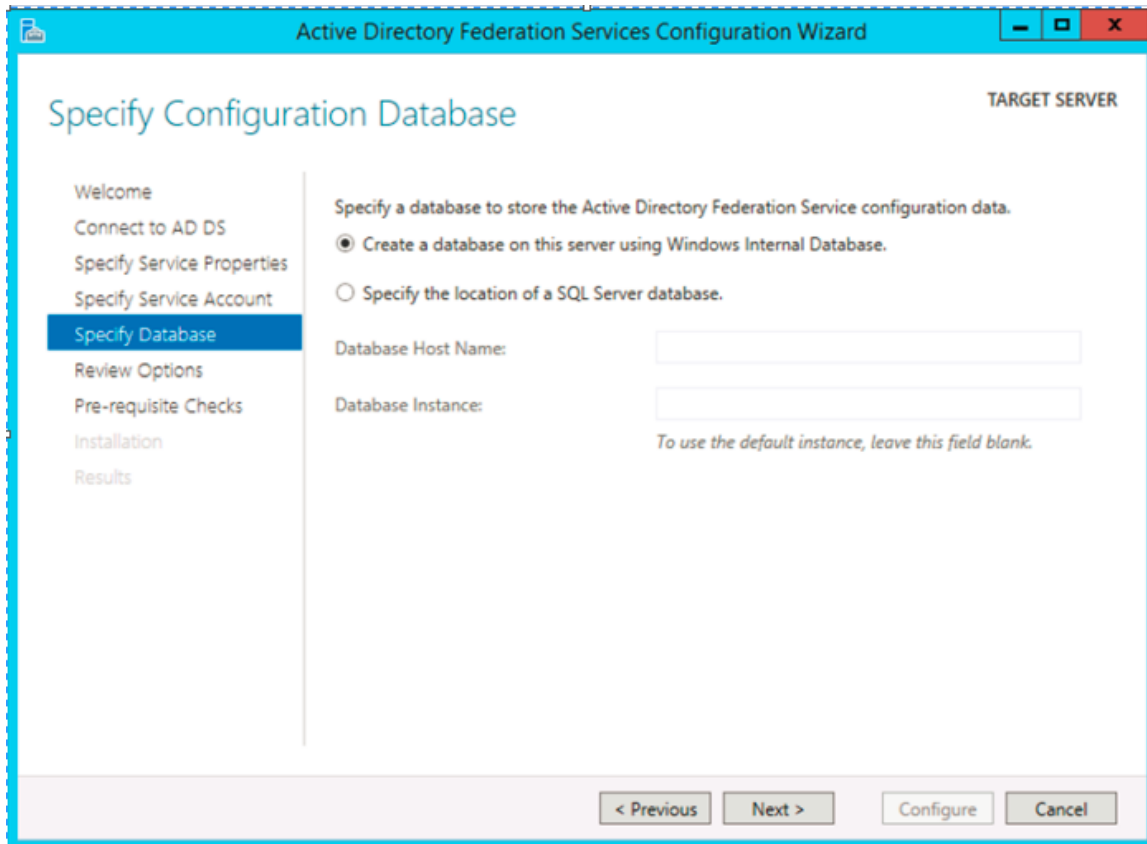 Active Directory Federation Services Configuration Wizard
Specify Configuration Database
TARGET SERVER
Welcome
Connect to AD DS
Specify Service Properties
Specify Service Account
Specify Database
Review Options
Pre-requisite Checks
Installation
Results
Specify a database to store the Active Directory Federation Service configuration data.
Create a database on this server using Windows Internal Database.
Specify the location of a SQL Server database.
Database Host Name:
Database Instance:
To use the default instance, leave this field blank.
< Previous
Next >
Configure
Cancel